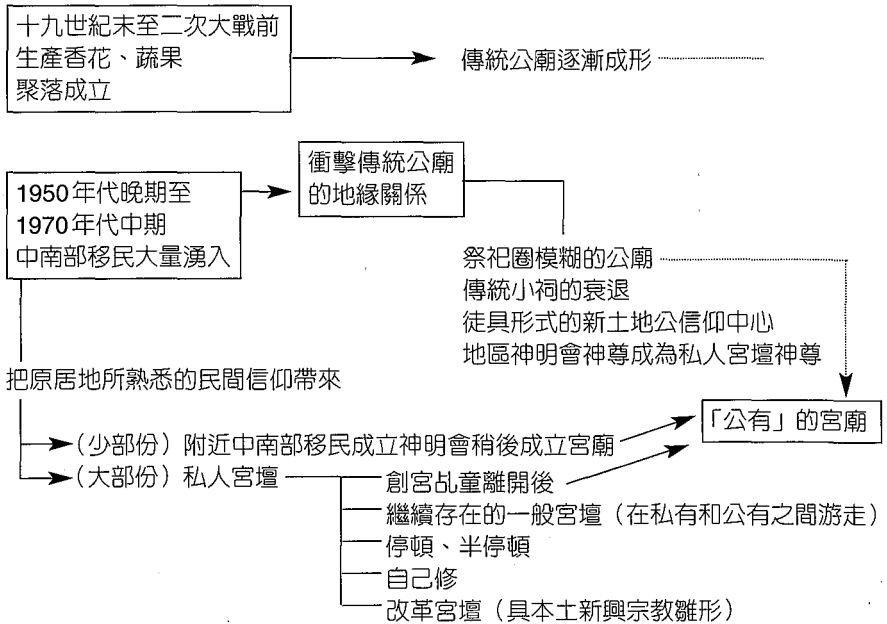 十九世紀末至二次大戰前
生產香花、蔬果
聚落成立
傳統公廟逐漸成形
1950年代晚期至
1970年代中期
中南部移民大量湧入
衝擊傳統公廟
的地緣關係
祭祀圈模糊的公廟
傳統小祠的衰退
徒具形式的新土地公信仰中心
地區神明會神尊成為私人宮壇神尊
把原居地所熟悉的民間信仰帶來
「公有」的宮廟
(少部份)附近中南部移民成立神明會稍後成立宮廟
(大部份)私人宮壇
創宮乩童離開後
繼續存在的一般宮壇(在私有和公有之間游走)
停頓、半停頓
自己修
改革宮壇(具本土新興宗教雛形)